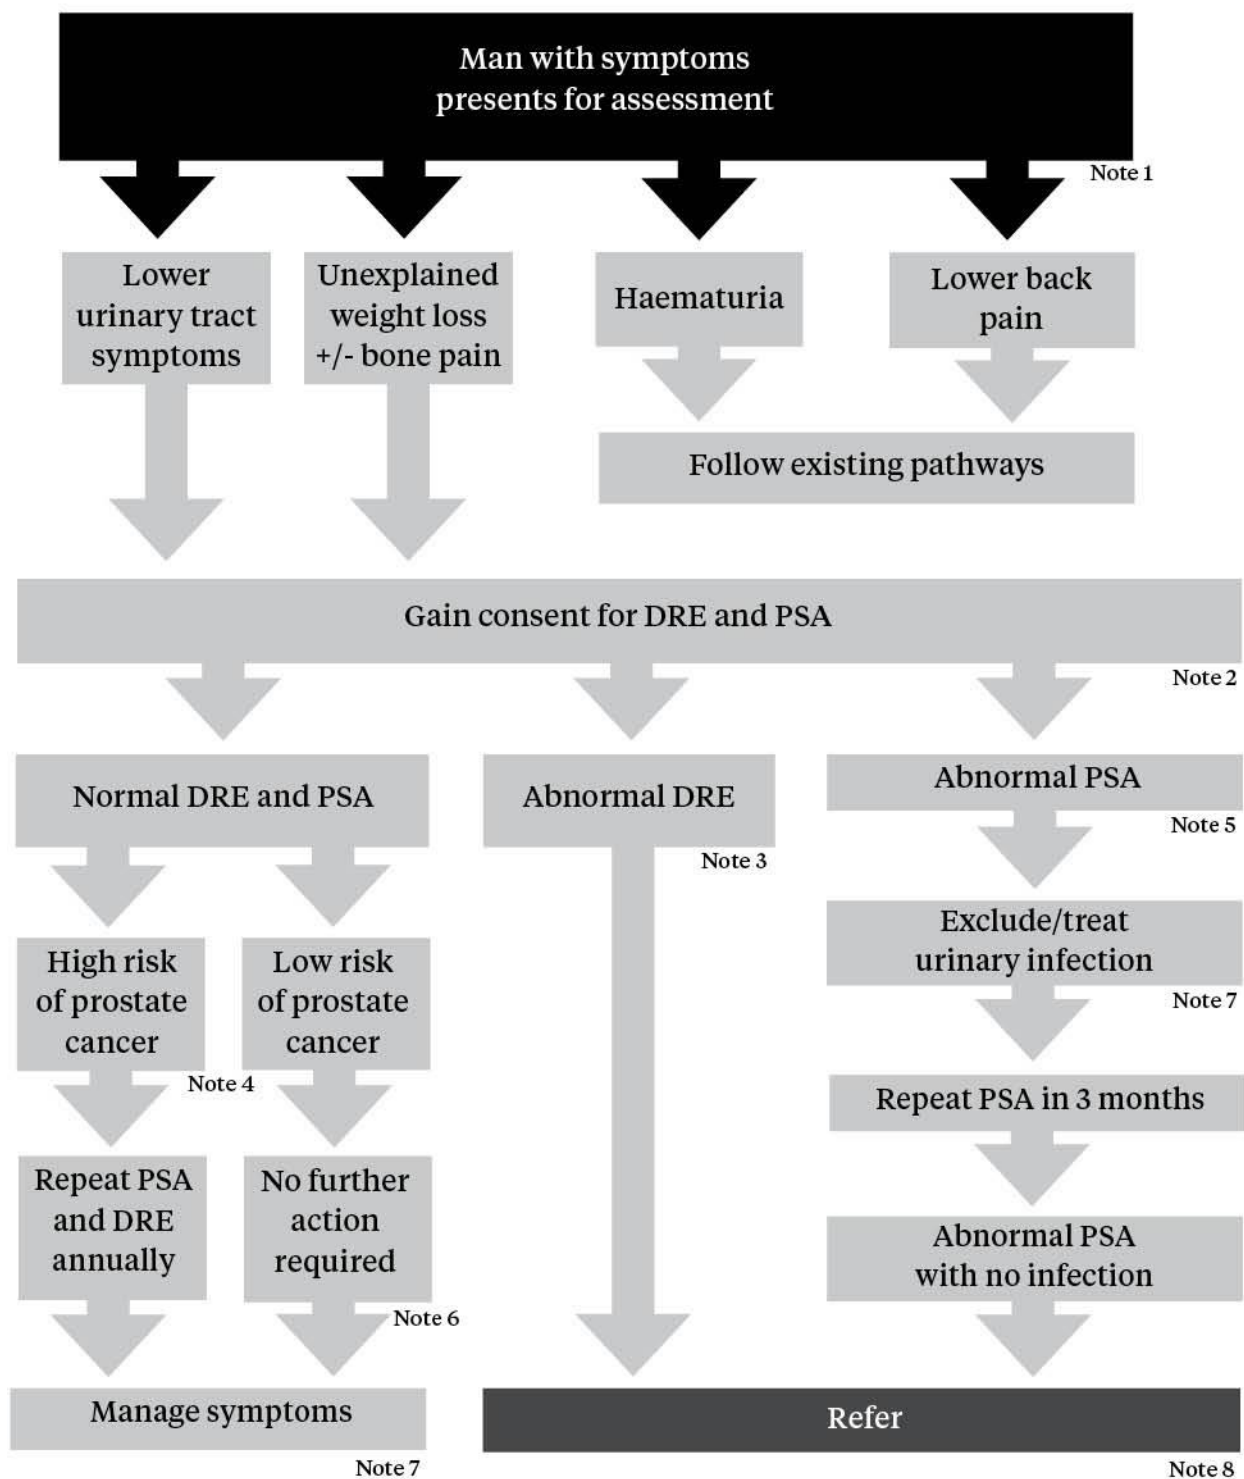 Man with symptoms
presents for assessment
Note 1
Lower
urinary tract
symptoms
Unexplained
weight loss
+/- bone pain
Haematuria
Lower back
pain
Follow existing pathways
Gain consent for DRE and PSA
Note 2
Normal DRE and PSA
Abnormal DRE
Note 3
Abnormal PSA
Note 5
High risk
of prostate
cancer
Note 4
Low risk
of prostate
cancer
Exclude/treat
urinary infection
Note 7
Repeat PSA in 3 months
Repeat PSA
and DRE
annually
No further
action
required
Note 6
Abnormal PSA
with no infection
Manage symptoms
Note 7
Refer
Note 8